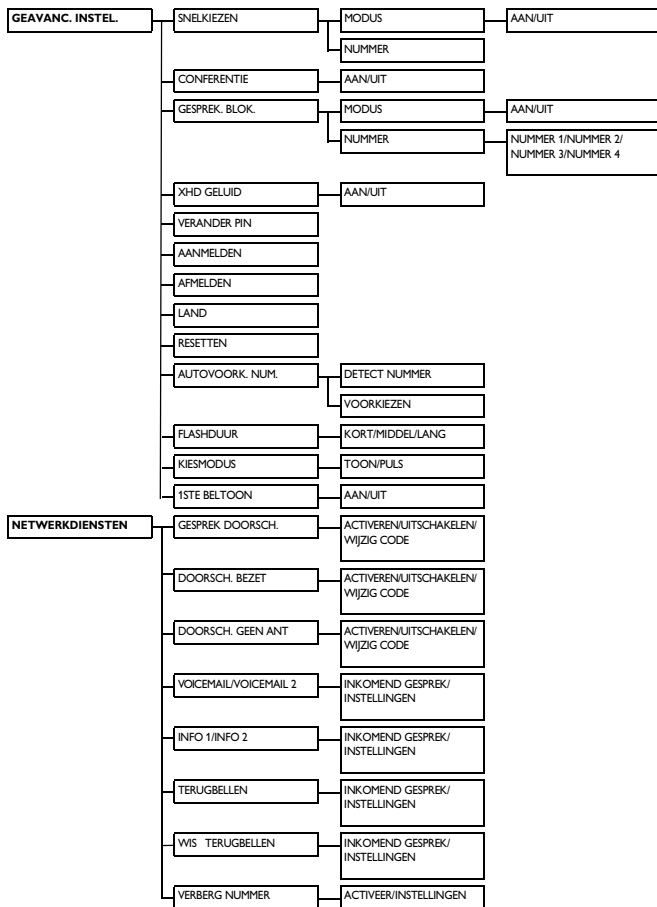 GEAVANC. INSTEL.
SNELKIEZEN
MODUS
AAN/UIT
NUMMER
CONFERENTIE
AAN/UIT
GESPREK. BLOK.
MODUS
AAN/UIT
NUMMER
NUMMER 1/NUMMER 2/
NUMMER 3/NUMMER 4
XHD GELUID
AAN/UIT
VERANDER PIN
AANMELDEN
AFMELDEN
LAND
RESETTEN
AUTOVOORK. NUM.
DETECT NUMMER
VOORKIEZEN
FLASHDUUR
KORT/MIDDEL/LANG
KIESMODUS
TOON/PULS
1STE BELTOON
AAN/UIT
NETWERKDIENSTEN
GESPREK DOORSCH.
ACTIVEREN/UITSCHAKELEN/
WIJZIG CODE
DOORSCH. BEZET
ACTIVEREN/UITSCHAKELEN/
WIJZIG CODE
DOORSCH. GEEN ANT
ACTIVEREN/UITSCHAKELEN/
WIJZIG CODE
VOICEMAIL/VOICEMAIL 2
INKOMEND GESPREK/
INSTELLINGEN
INFO 1/INFO 2
INKOMEND GESPREK/
INSTELLINGEN
TERUGBELLEN
INKOMEND GESPREK/
INSTELLINGEN
WIS TERUGBELLEN
INKOMEND GESPREK/
INSTELLINGEN
VERBERG NUMMER
ACTIVEER/INSTELLINGEN